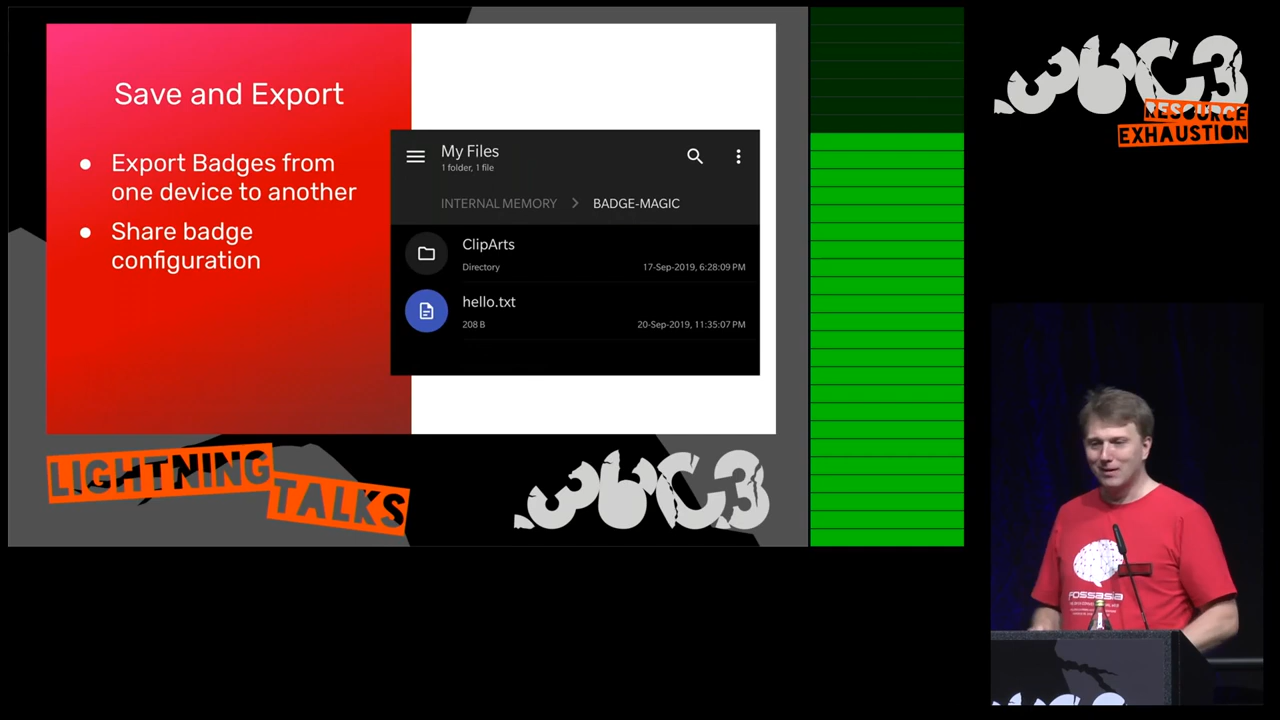 Save and Export
Export Badges from
one device to another
Share badge
configuration
My Files
1 folder, 1 file
INTERNAL MEMORY
BADGE-MAGIC
ClipArts
Directory
17-Sep-2019, 6:28:09 PM
hello.txt
208 B
20-Sep-2019, 11:35:07 PM
LIGHTNING
TALKS
36C3
36C3
RESOURCE
EXHAUSTION
FOSSASIA